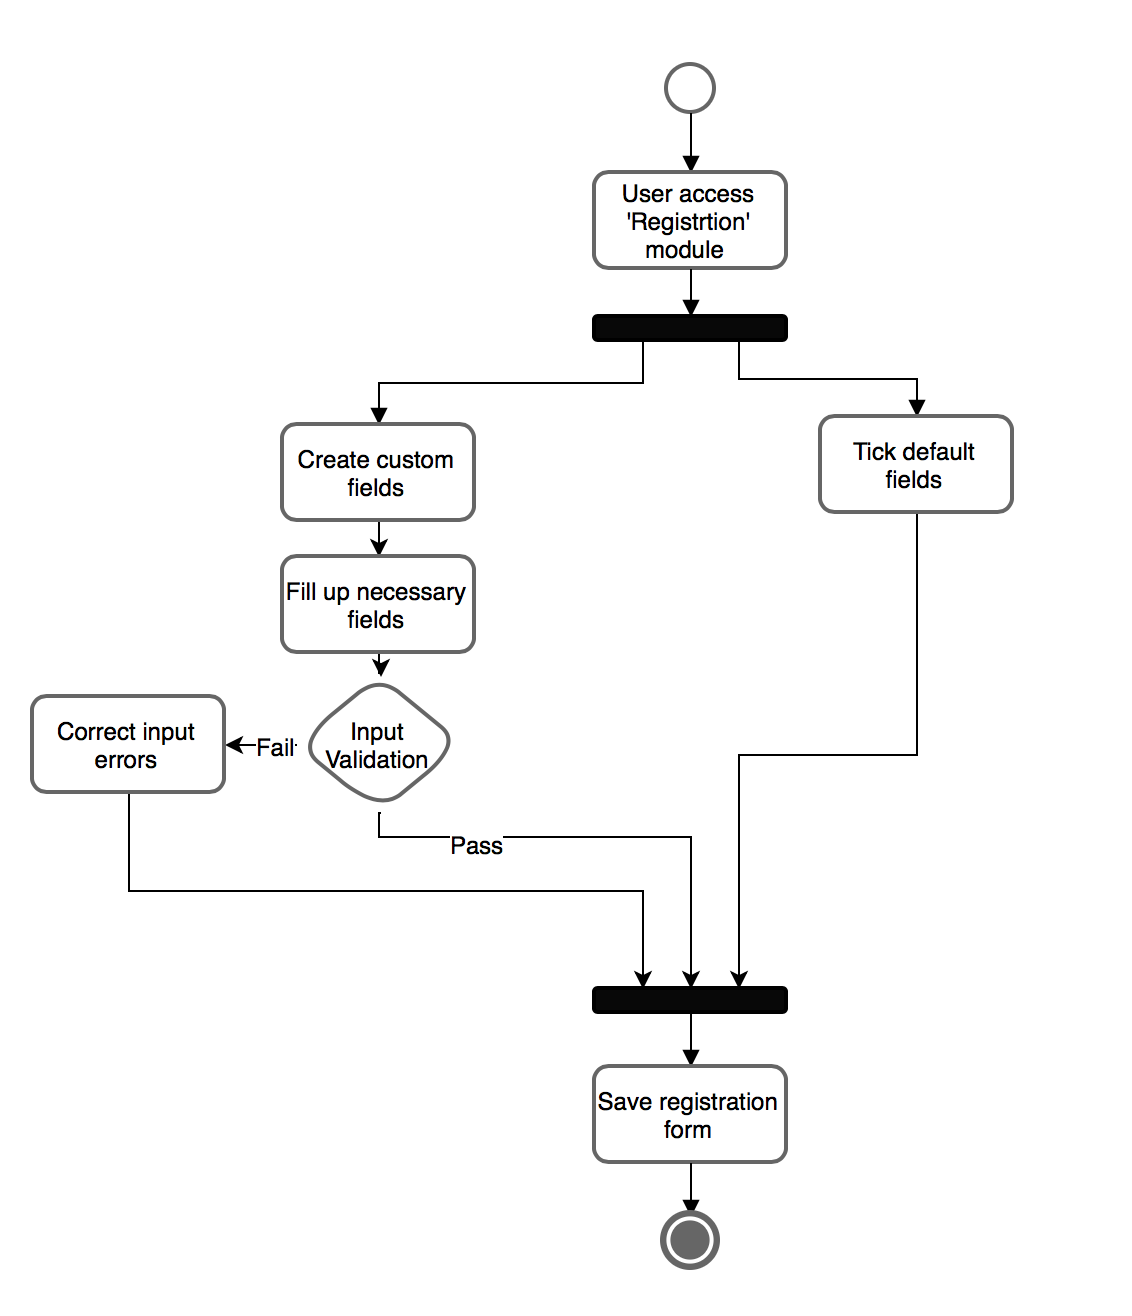 User access
'Registrtion'
module
Create custom
fields
Tick default
fields
Fill up necessary
fields
Correct input
errors
Fail
Input
Validation
Pass
Save registration
form